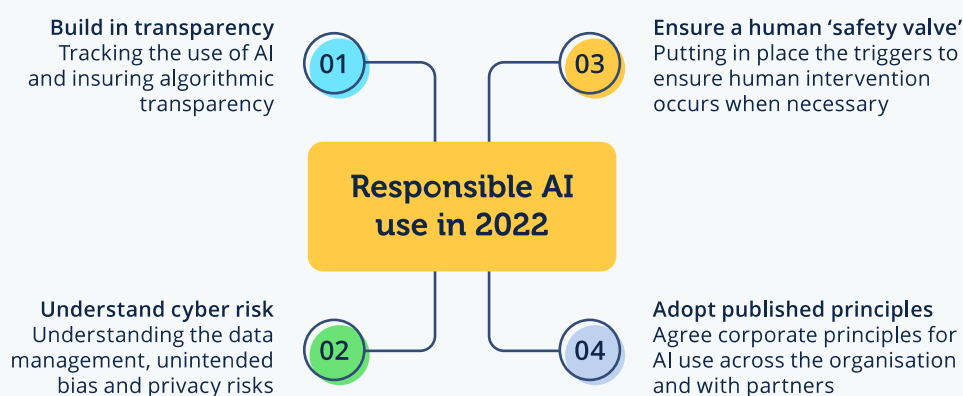 Build in transparency
Tracking the use of AI
and insuring algorithmic
transparency
01
Understand cyber risk
Understanding the data
management, unintended
bias and privacy risks
02
Responsible AI
use in 2022
03
Ensure a human ‘safety valve’
Putting in place the triggers to
ensure human intervention
occurs when necessary
04
Adopt published principles
Agree corporate principles for
AI use across the organisation
and with partners